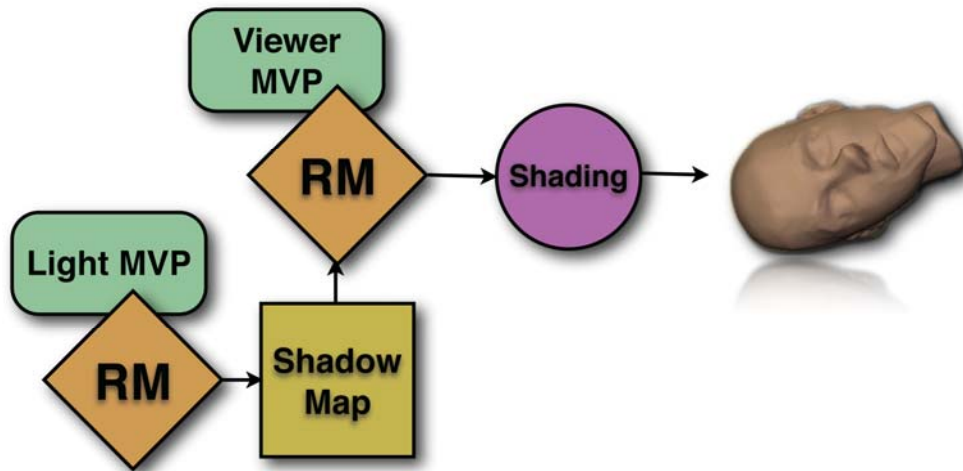 Viewer
MVP
RM
Shading
Light MVP
RM
Shadow
Map